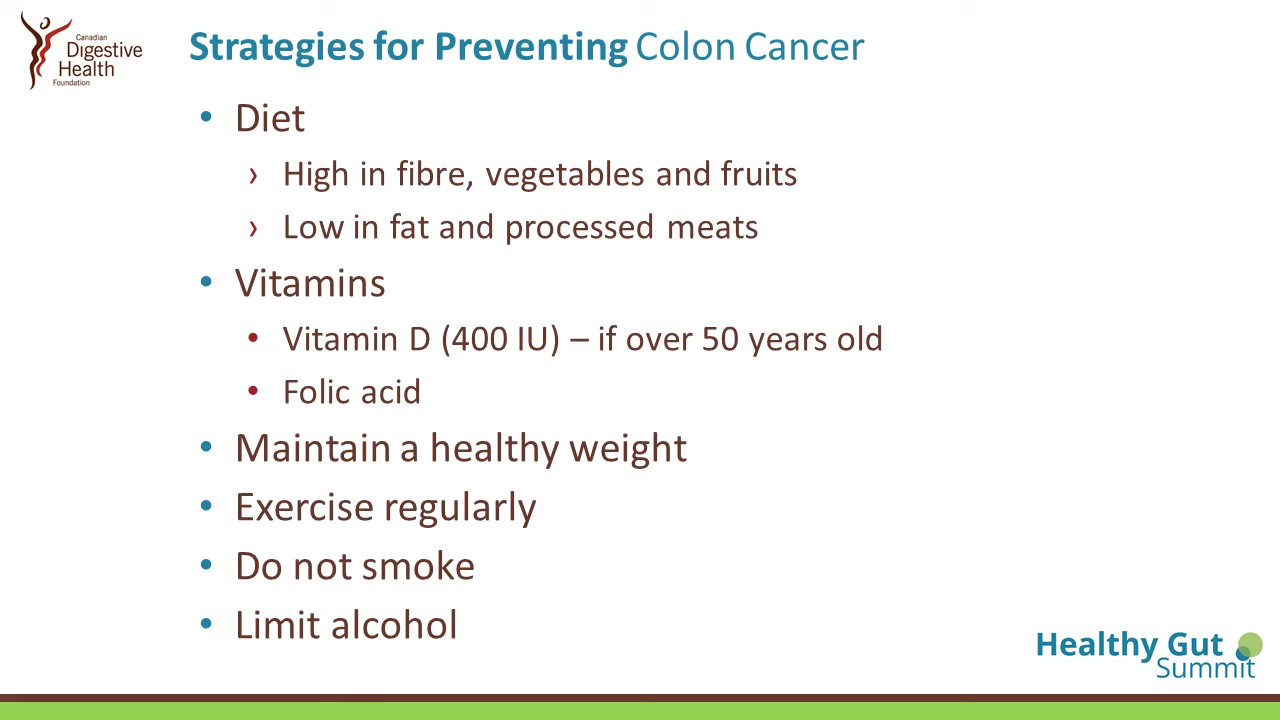 Canadian
Digestive
Health
Foundation
Strategies for Preventing Colon Cancer
• Diet
› High in fibre, vegetables and fruits
› Low in fat and processed meats
• Vitamins
• Vitamin D (400 IU) – if over 50 years old
• Folic acid
• Maintain a healthy weight
• Exercise regularly
• Do not smoke
• Limit alcohol
Healthy Gut
Summit